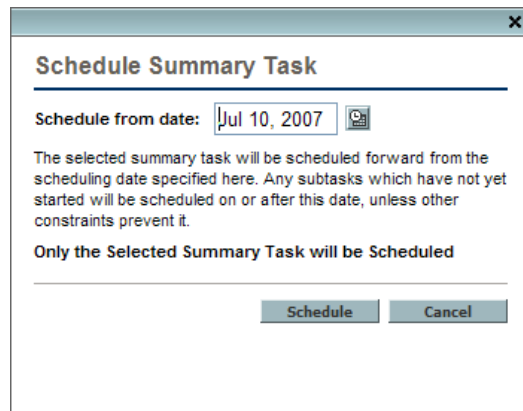 Schedule Summary Task
Schedule from date: Jul 10, 2007
The selected summary task will be scheduled forward from the
scheduling date specified here. Any subtasks which have not yet
started will be scheduled on or after this date, unless other
constraints prevent it.
Only the Selected Summary Task will be Scheduled
Schedule Cancel